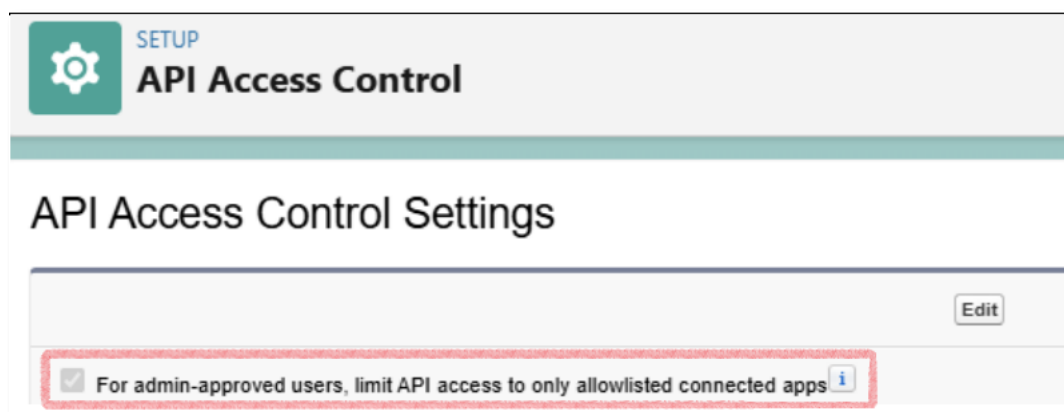 SETUP
API Access Control
API Access Control Settings
Edit
For admin-approved users, limit API access to only allowlisted connected apps i